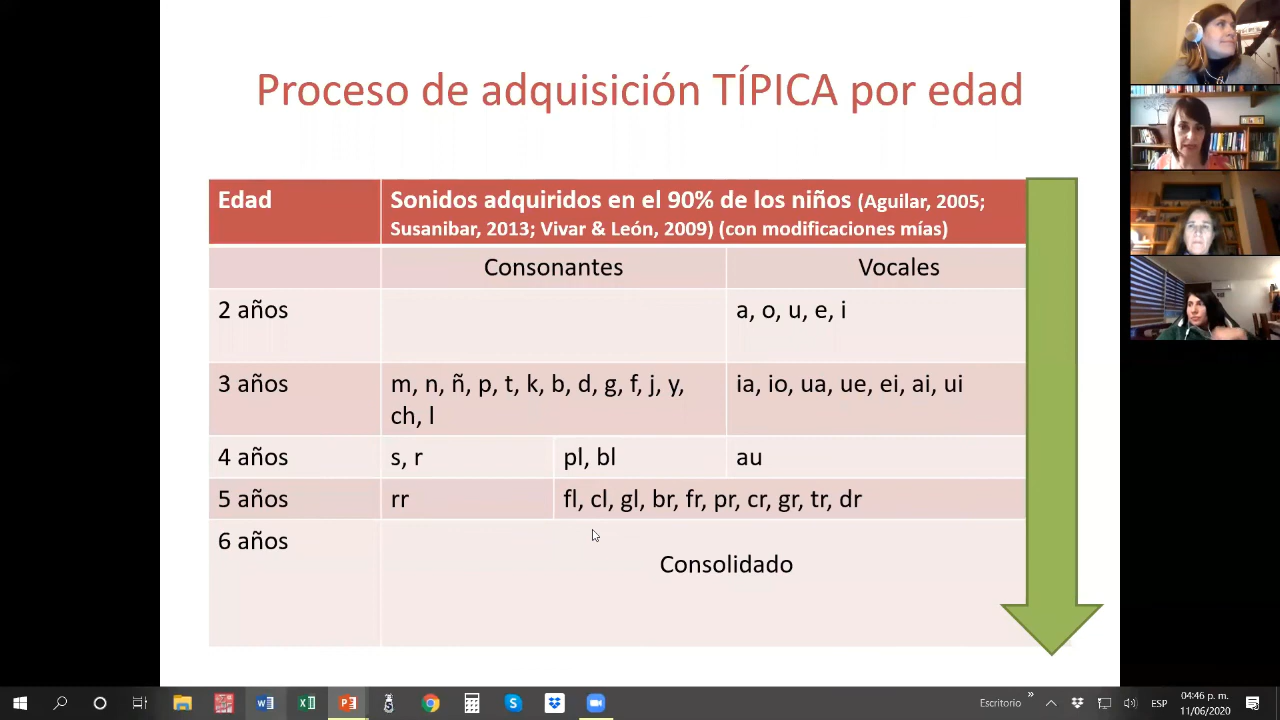 Proceso de adquisición TÍPICA por edad
Edad
Sonidos adquiridos en el 90% de los niños (Aguilar, 2005;
Susanibar, 2013; Vivar & León, 2009) (con modificaciones mías)
Consonantes
Vocales
2 años
a, o, u, e, i
3 años
m, n, ñ, p, t, k, b, d, g, f, j, y,
ch, l
ia, io, ua, ue, ei, ai, ui
4 años
s, r
pl, bl
au
5 años
rr
fl, cl, gl, br, fr, pr, cr, gr, tr, dr
6 años
Consolidado
Escritorio
ESP
04:46 p. m.
11/06/2020